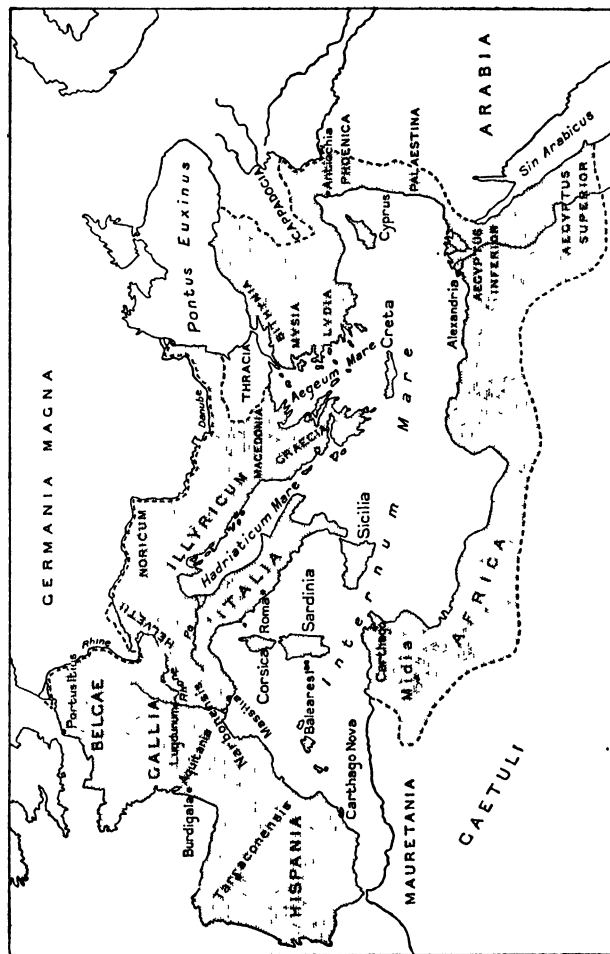 GERMANIA MAGNA
Portus Itius
Rhine
BELGAE
GALLIA
Lugdunum
Rhone
HELVETII
NORICUM
Danube
Burdigala
Aquitania
Narbonensis
Massilia
Po
ILLYRICUM
Pontus Euxinus
THRACIA
MACEDONIA
BITHYNIA
CAPPADOCIA
MYSIA
LYDIA
Aegeum Mare
GRAECIA
Hadriaticum Mare
ITALIA
Corsica
Roma
Sardinia
Sicilia
Tarraconensis
HISPANIA
Baleares
Carthago Nova
Internum Mare
Creta
Cyprus
Antiochia
PHOENICA
PALAESTINA
ARABIA
Sin Arabicus
Alexandria
AEGYPTUS
INFERIOR
AEGYPTUS
SUPERIOR
Carthago
Midia
AFRICA
MAURETANIA
CAETULI